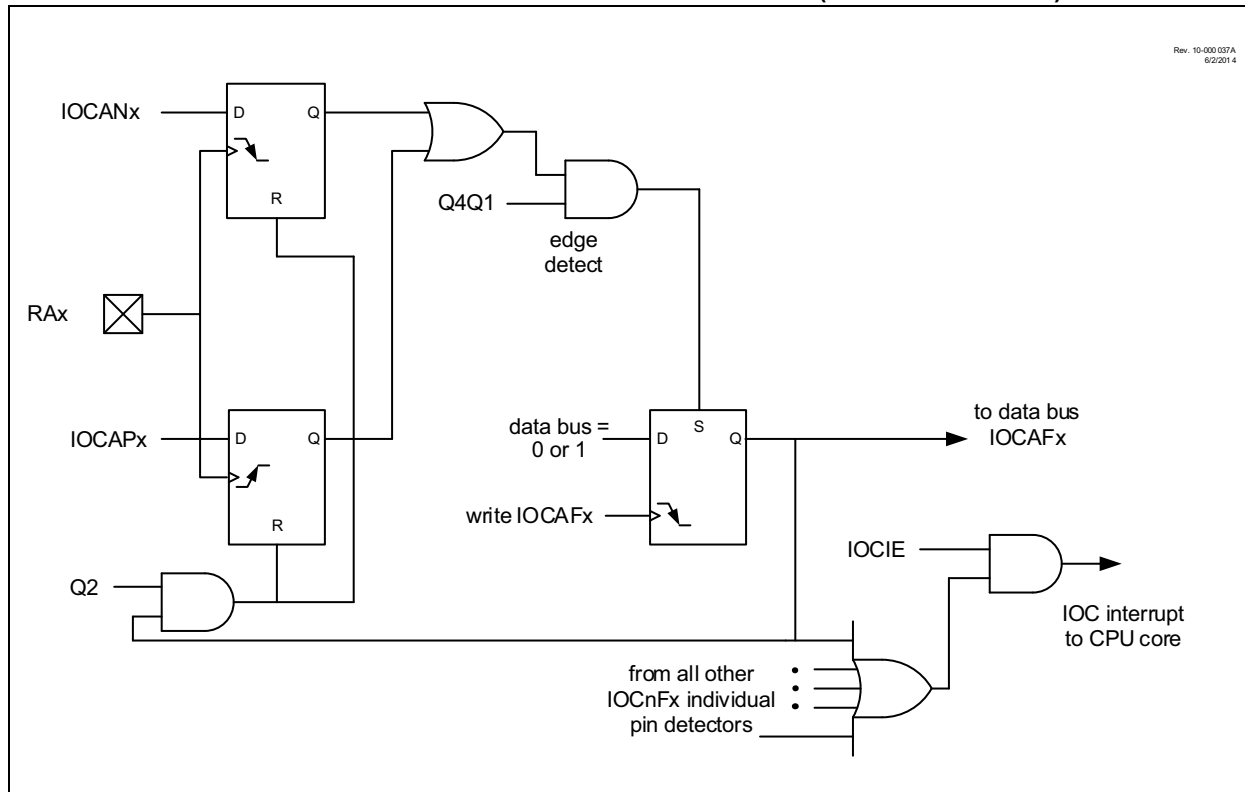 Rev. 10-000 037A
6/2/2014
IOCANx
D
Q
R
Q4Q1
edge
detect
RAx
IOCAPx
D
Q
R
data bus =
0 or 1
D
S
Q
to data bus
IOCAFx
write IOCAFx
IOCIE
Q2
IOC interrupt
to CPU core
from all other
IOCnFx individual
pin detectors